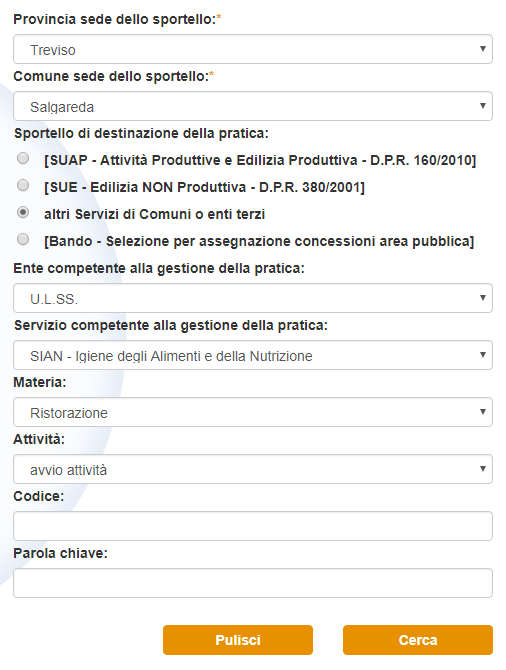 Provincia sede dello sportello:*
Treviso
Comune sede dello sportello:*
Salgareda
Sportello di destinazione della pratica:
[SUAP - Attività Produttive e Edilizia Produttiva - D.P.R. 160/2010]
[SUE - Edilizia NON Produttiva - D.P.R. 380/2001]
altri Servizi di Comuni o enti terzi
[Bando - Selezione per assegnazione concessioni area pubblica]
Ente competente alla gestione della pratica:
U.L.SS.
Servizio competente alla gestione della pratica:
SIAN - Igiene degli Alimenti e della Nutrizione
Materia:
Ristorazione
Attività:
avvio attività
Codice:
Parola chiave:
Pulisci Cerca